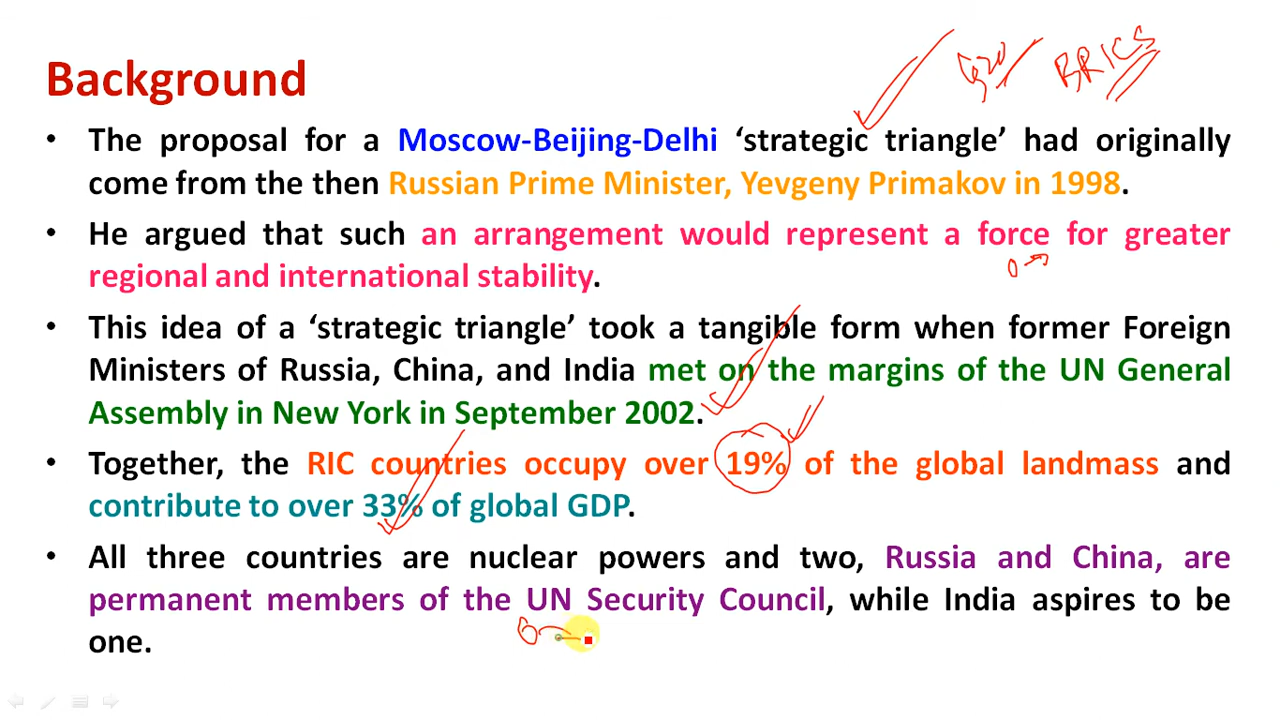 G20 BRICS
Background
• The proposal for a Moscow-Beijing-Delhi ‘strategic triangle’ had originally
come from the then Russian Prime Minister, Yevgeny Primakov in 1998.
• He argued that such an arrangement would represent a force for greater
regional and international stability.
• This idea of a ‘strategic triangle’ took a tangible form when former Foreign
Ministers of Russia, China, and India met on the margins of the UN General
Assembly in New York in September 2002.
• Together, the RIC countries occupy over 19% of the global landmass and
contribute to over 33% of global GDP.
• All three countries are nuclear powers and two, Russia and China, are
permanent members of the UN Security Council, while India aspires to be
one.